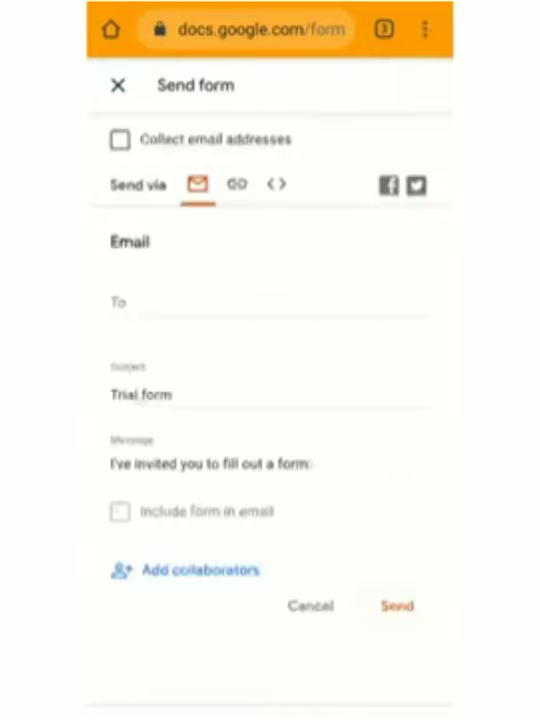 docs.google.com/form
3
Send form
Collect email addresses
Send via
Email
To
Subject
Trial form
Message
I've invited you to fill out a form:
Include form in email
Add collaborators
Cancel
Send